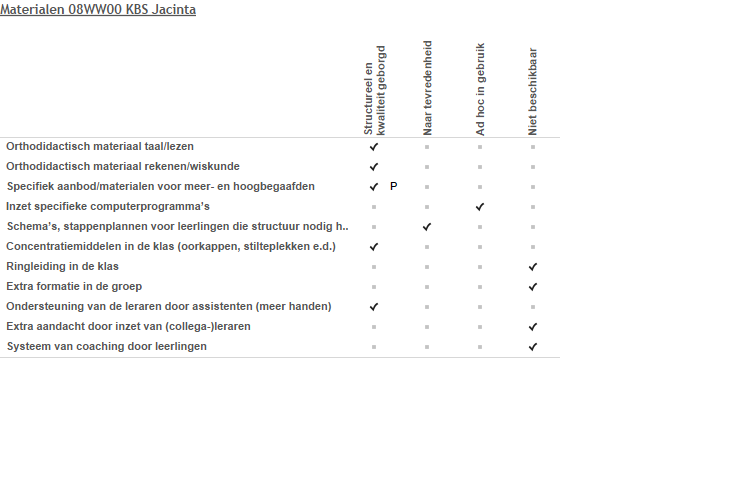 Materialen 08WW00 KBS Jacinta
Structureel en
kwaliteit geborgd
Naar tevredenheid
Ad hoc in gebruik
Niet beschikbaar
Orthodidactisch materiaal taal/lezen
Orthodidactisch materiaal rekenen/wiskunde
Specifiek aanbod/materialen voor meer- en hoogbegaafden P
Inzet specifieke computerprogramma's
Schema's, stappenplannen voor leerlingen die structuur nodig h..
Concentratiemiddelen in de klas (oorkappen, stilteplekken e.d.)
Ringleiding in de klas
Extra formatie in de groep
Ondersteuning van de leraren door assistenten (meer handen)
Extra aandacht door inzet van (collega-)leraren
Systeem van coaching door leerlingen